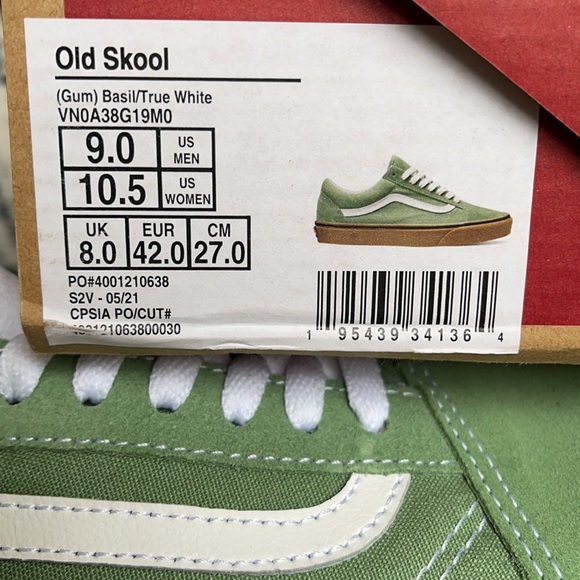 Old Skool
(Gum) Basil/True White
VN0A38G19M0
9.0 US MEN
10.5 US WOMEN
UK EUR CM
8.0 42.0 27.0
PO#4001210638
S2V - 05/21
CPSIA PO/CUT#
1 95439 34136 4